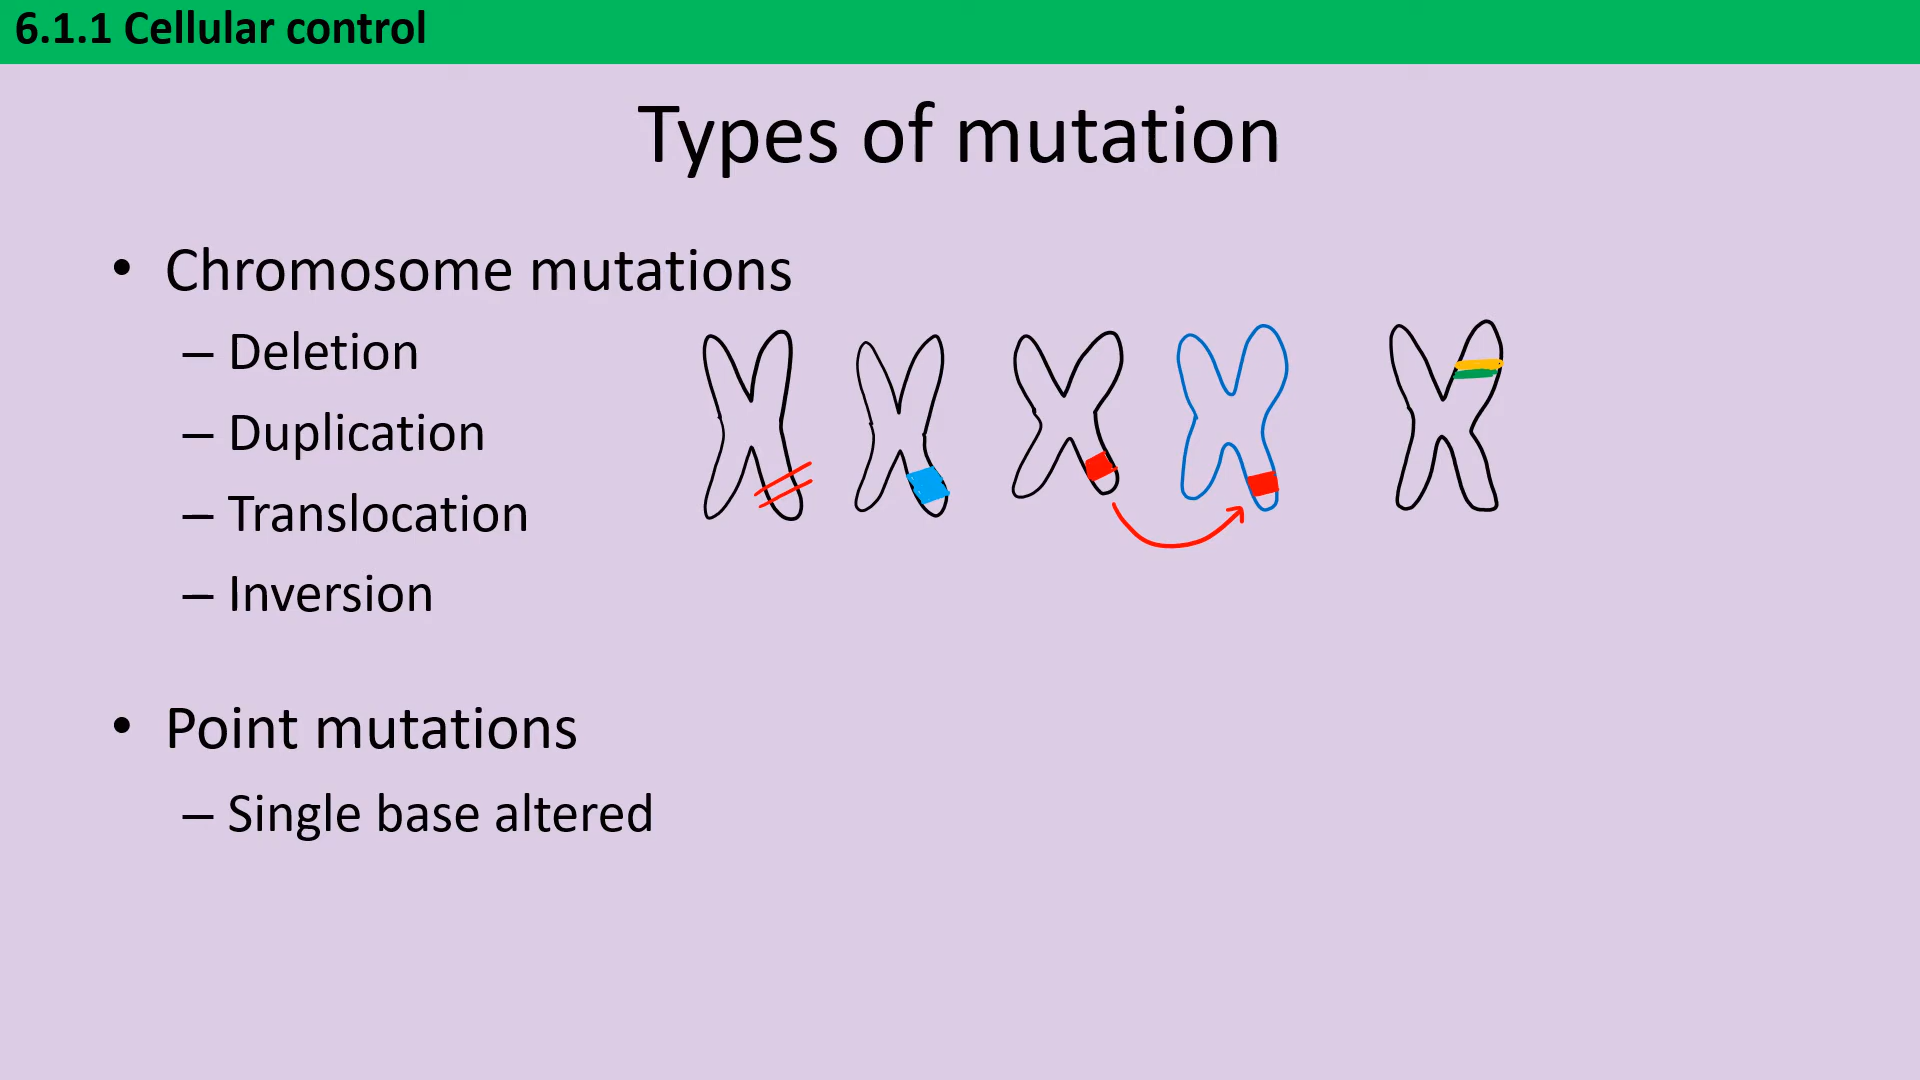 6.1.1 Cellular control
Types of mutation
• Chromosome mutations
– Deletion
– Duplication
– Translocation
– Inversion
• Point mutations
– Single base altered